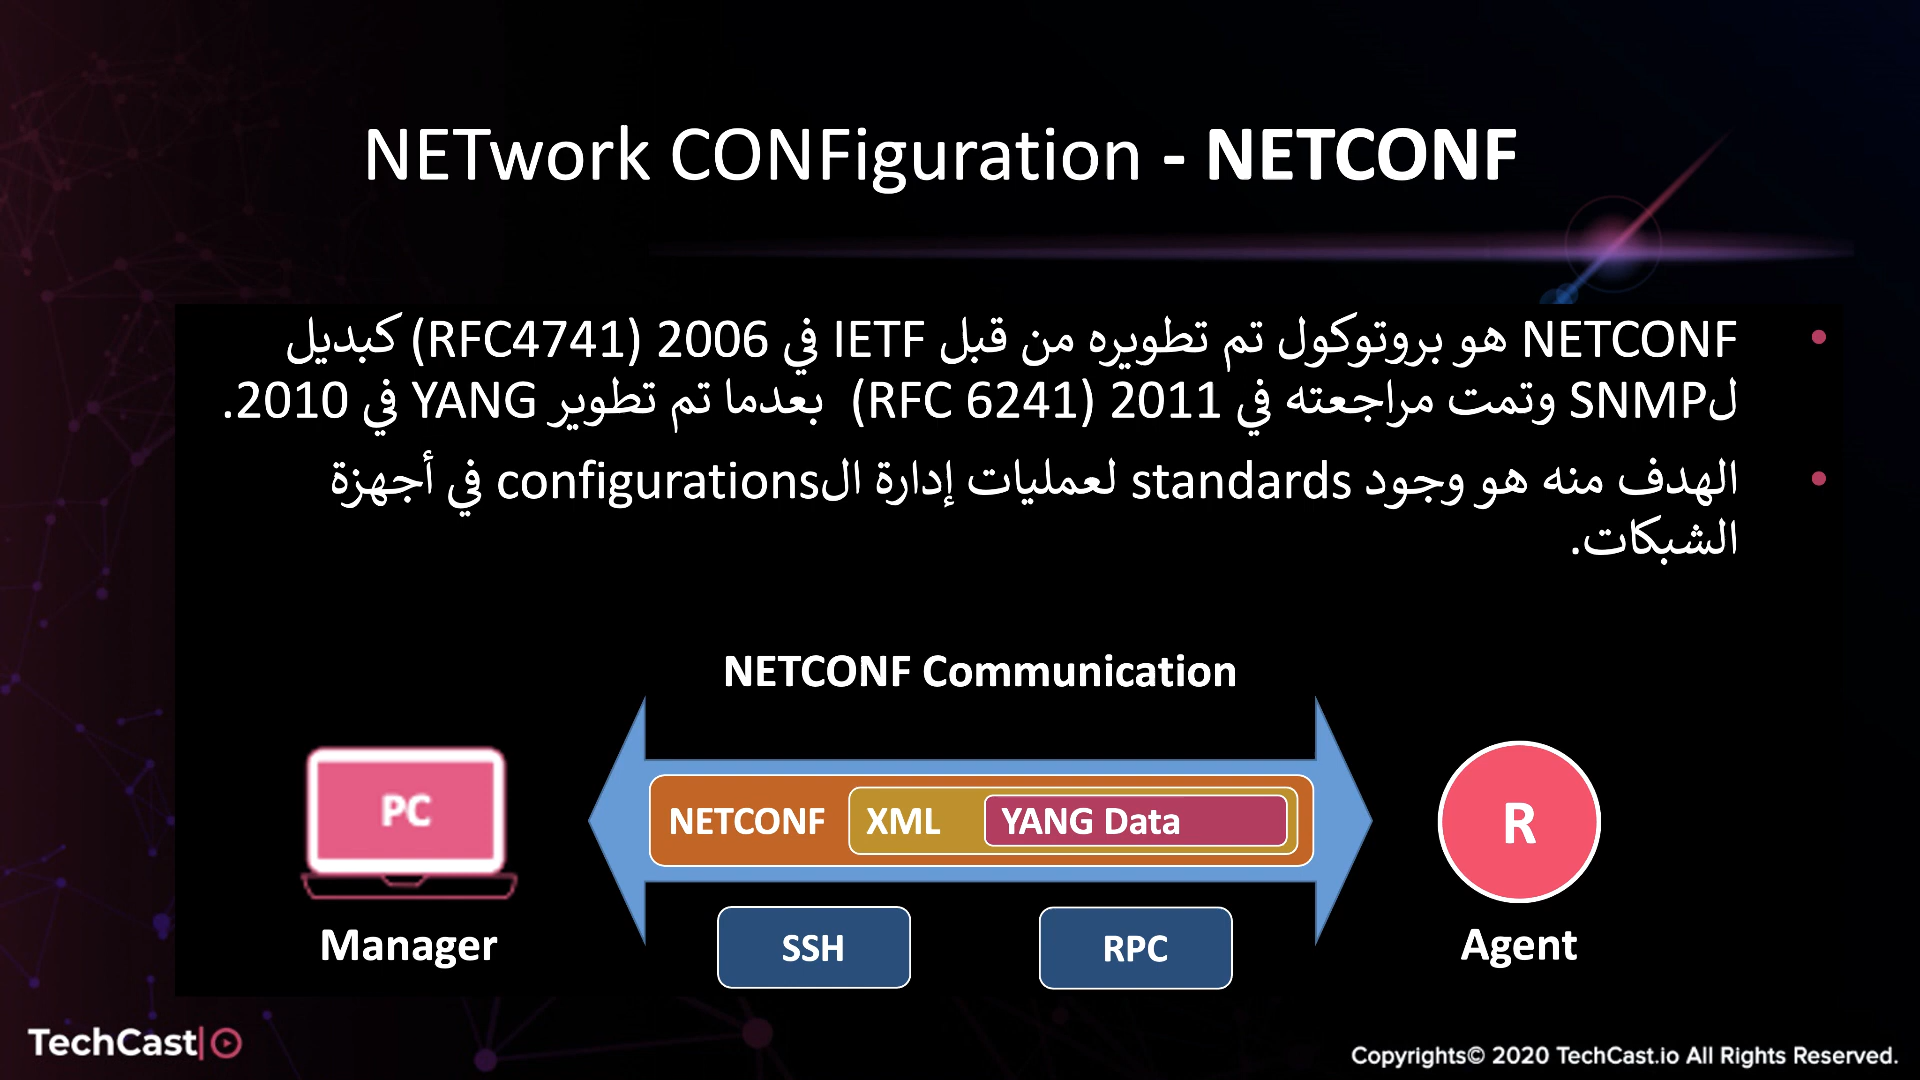 NETwork CONFiguration - NETCONF
NETCONF هو بروتوكول تم تطويره من قبل IETF في 2006 (RFC4741) كبديل
لSNMP وتمت مراجعته في 2011 (RFC 6241) بعدما تم تطوير YANG في 2010.
الهدف منه هو وجود standards لعمليات إدارة الconfigurations في أجهزة
الشبكات.
NETCONF Communication
PC
NETCONF XML YANG Data
R
Manager
SSH
RPC
Agent
TechCast
Copyrights© 2020 TechCast.io All Rights Reserved.